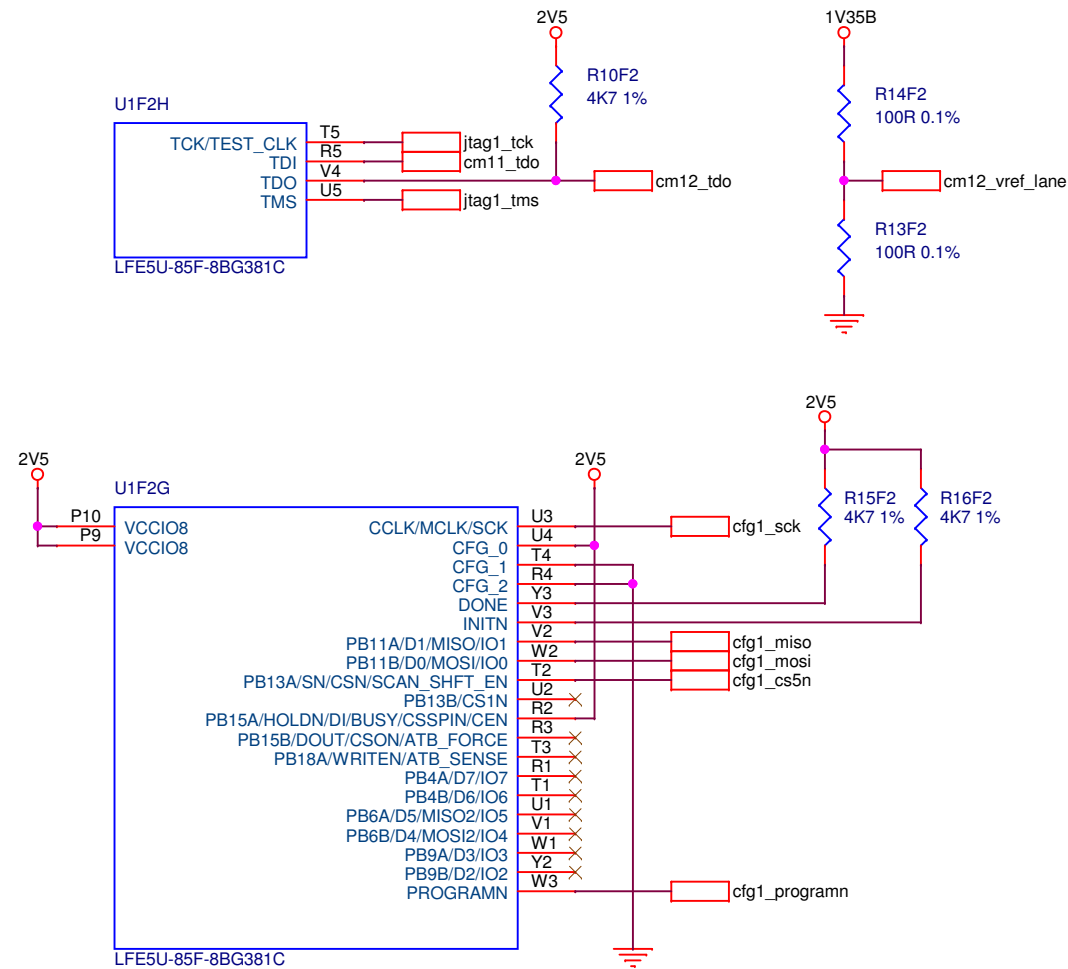 2V5
R10F2
4K7 1%
1V35B
R14F2
100R 0.1%
cm12_vref_lane
R13F2
100R 0.1%
U1F2H
TCK/TEST_CLK T5 jtag1_tck
TDI R5 cm11_tdo
TDO V4 cm12_tdo
TMS U5 jtag1_tms
LFE5U-85F-8BG381C
2V5
R15F2
4K7 1%
R16F2
4K7 1%
2V5
2V5
U1F2G
P10 VCCIO8
P9 VCCIO8
CCLK/MCLK/SCK U3 cfg1_sck
CFG_0 U4
CFG_1 T4
CFG_2 R4
DONE Y3
INITN V3
PB11A/D1/MISO/IO1 V2 cfg1_miso
PB11B/D0/MOSI/IO0 W2 cfg1_mosi
PB13A/SN/CSN/SCAN_SHFT_EN T2 cfg1_cs5n
PB13B/CS1N U2
PB15A/HOLDN/DI/BUSY/CSSPIN/CEN R2
PB15B/DOUT/CSON/ATB_FORCE R3
PB18A/WRITEN/ATB_SENSE T3
PB4A/D7/IO7 R1
PB4B/D6/IO6 T1
PB6A/D5/MISO2/IO5 U1
PB6B/D4/MOSI2/IO4 V1
PB9A/D3/IO3 W1
PB9B/D2/IO2 Y2
PROGRAMN W3 cfg1_programn
LFE5U-85F-8BG381C